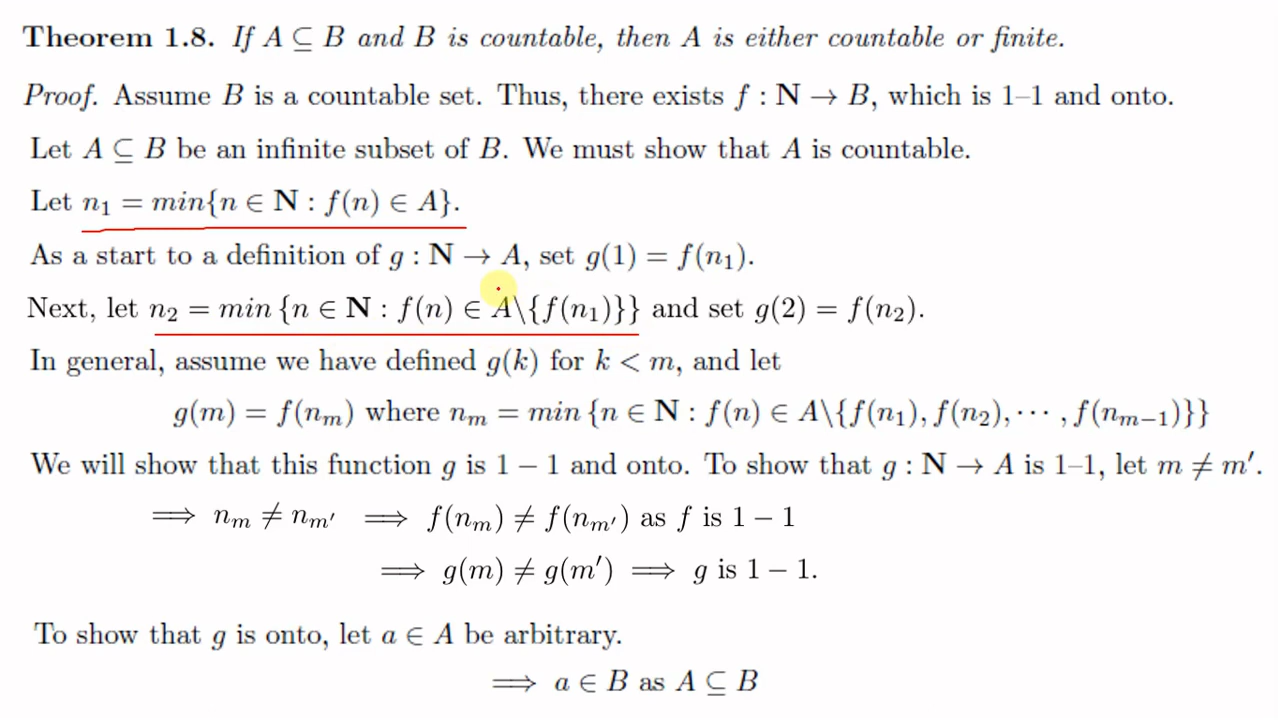 Theorem 1.8. If A ⊆ B and B is countable, then A is either countable or finite.
Proof. Assume B is a countable set. Thus, there exists f : N → B, which is 1–1 and onto.
Let A ⊆ B be an infinite subset of B. We must show that A is countable.
Let n₁ = min{n ∈ N : f(n) ∈ A}.
As a start to a definition of g : N → A, set g(1) = f(n₁).
Next, let n₂ = min {n ∈ N : f(n) ∈ A\{f(n₁)}} and set g(2) = f(n₂).
In general, assume we have defined g(k) for k < m, and let
g(m) = f(nₘ) where nₘ = min {n ∈ N : f(n) ∈ A\{f(n₁), f(n₂), ⋯ , f(nₘ₋₁)}}
We will show that this function g is 1 − 1 and onto. To show that g : N → A is 1–1, let m ≠ m′.
⟹ nₘ ≠ nₘ′ ⟹ f(nₘ) ≠ f(nₘ′) as f is 1 − 1
⟹ g(m) ≠ g(m′) ⟹ g is 1 − 1.
To show that g is onto, let a ∈ A be arbitrary.
⟹ a ∈ B as A ⊆ B